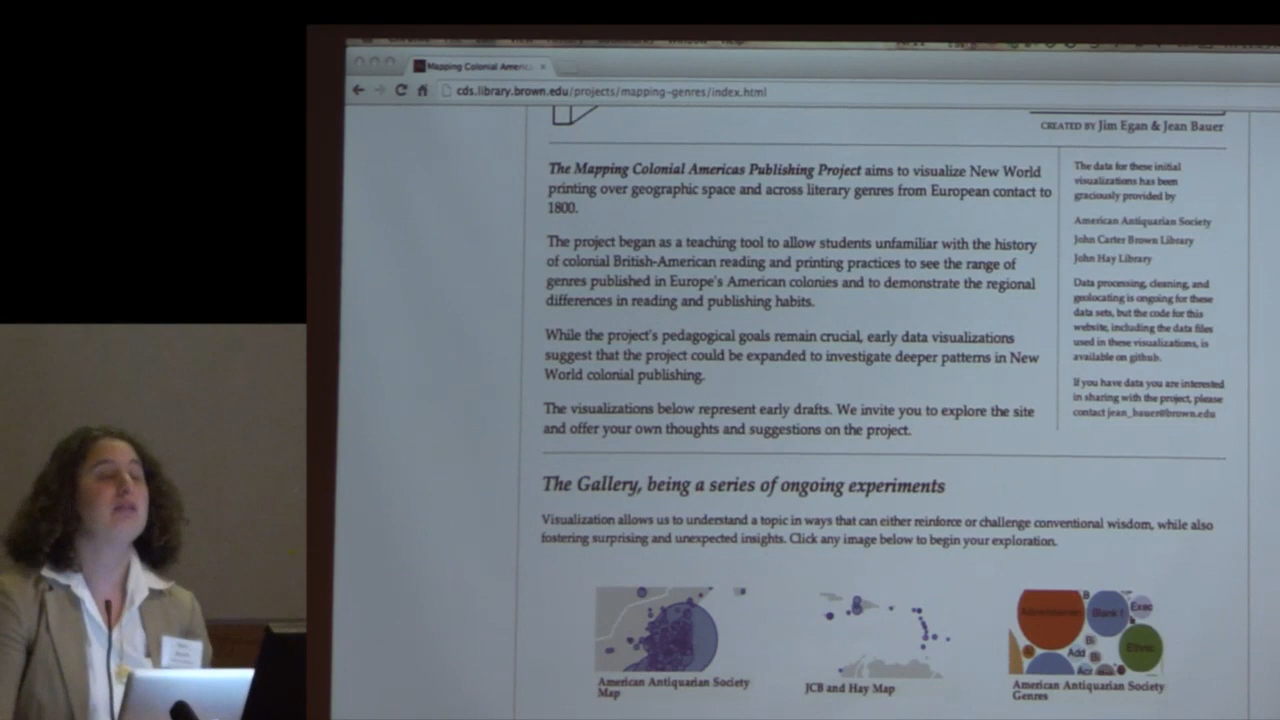 Mapping Colonial Americ
cds.library.brown.edu/projects/mapping-genres/index.html
CREATED BY Jim Egan & Jean Bauer
The Mapping Colonial Americas Publishing Project aims to visualize New World
printing over geographic space and across literary genres from European contact to
1800.
The project began as a teaching tool to allow students unfamiliar with the history
of colonial British-American reading and printing practices to see the range of
genres published in Europe's American colonies and to demonstrate the regional
differences in reading and publishing habits.
While the project's pedagogical goals remain crucial, early data visualizations
suggest that the project could be expanded to investigate deeper patterns in New
World colonial publishing.
The visualizations below represent early drafts. We invite you to explore the site
and offer your own thoughts and suggestions on the project.
The data for these initial
visualizations has been
graciously provided by
American Antiquarian Society
John Carter Brown Library
John Hay Library
Data processing, cleaning, and
geolocating is ongoing for these
data sets, but the code for this
website, including the data files
used in these visualizations, is
available on github.
If you have data you are interested
in sharing with the project, please
contact jean_bauer@brown.edu
The Gallery, being a series of ongoing experiments
Visualization allows us to understand a topic in ways that can either reinforce or challenge conventional wisdom, while also
fostering surprising and unexpected insights. Click any image below to begin your exploration.
Advertisemen
Blank f
Exec
Ethnic
Add
Bi
Bi
Acr
B
American Antiquarian Society
Map
JCB and Hay Map
American Antiquarian Society
Genres